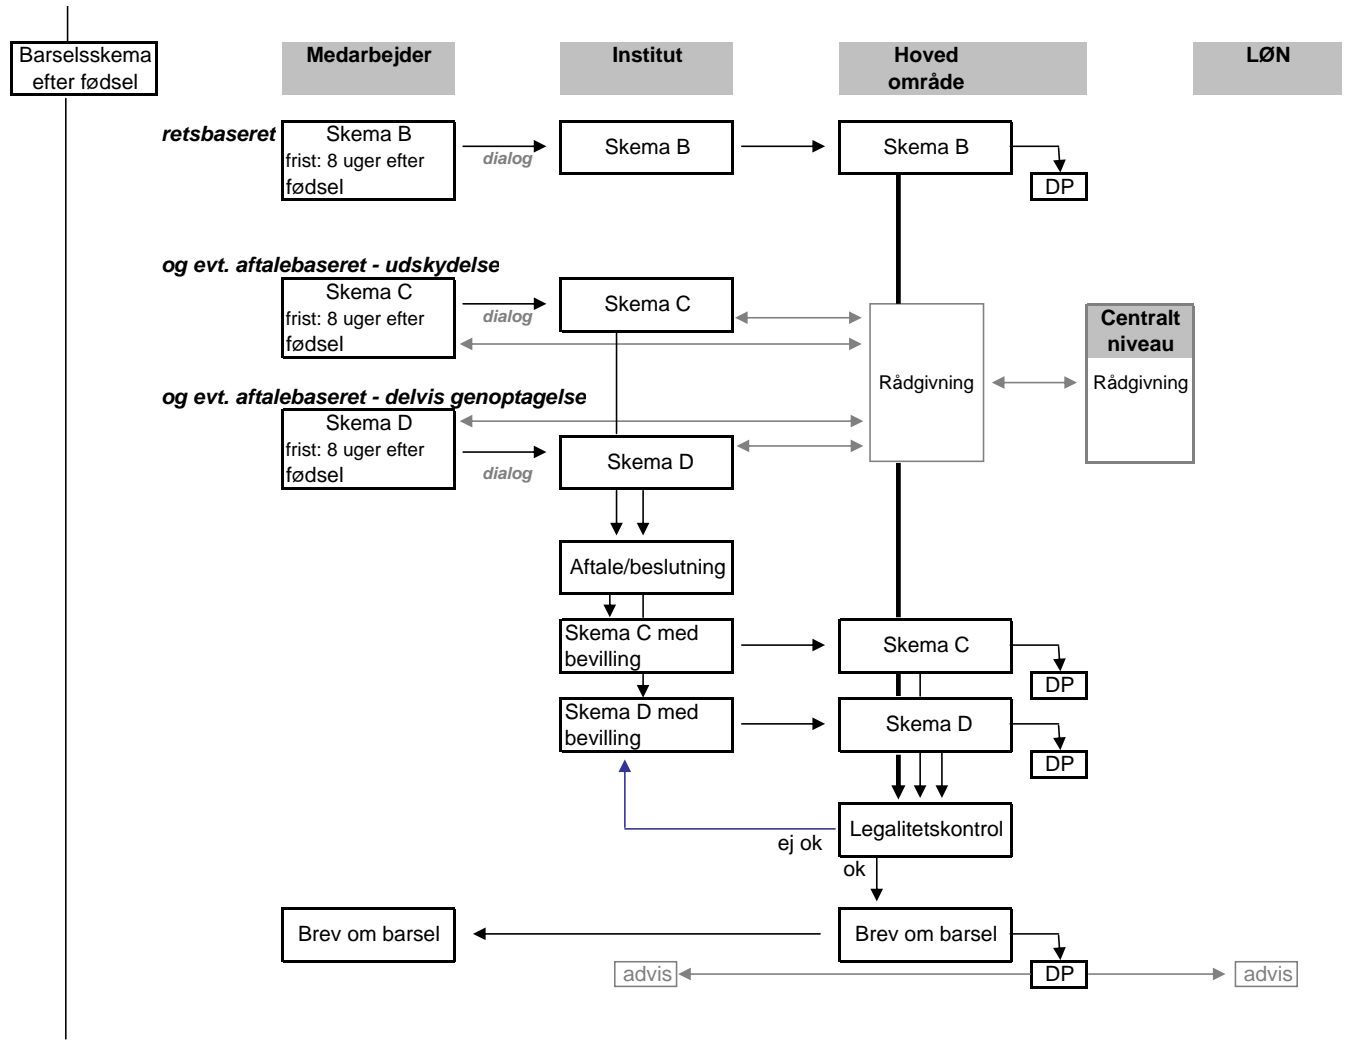 Barselsskema
efter fødsel
Medarbejder
Institut
Hoved
område
LØN
retsbaseret
Skema B
frist: 8 uger efter
fødsel
dialog
Skema B
Skema B
DP
og evt. aftalebaseret - udskydelse
Skema C
frist: 8 uger efter
fødsel
dialog
Skema C
Rådgivning
Centralt
niveau
Rådgivning
og evt. aftalebaseret - delvis genoptagelse
Skema D
frist: 8 uger efter
fødsel
dialog
Skema D
Aftale/beslutning
Skema C med
bevilling
Skema C
DP
Skema D med
bevilling
Skema D
DP
Legalitetskontrol
ej ok
ok
Brev om barsel
Brev om barsel
advis
DP
advis